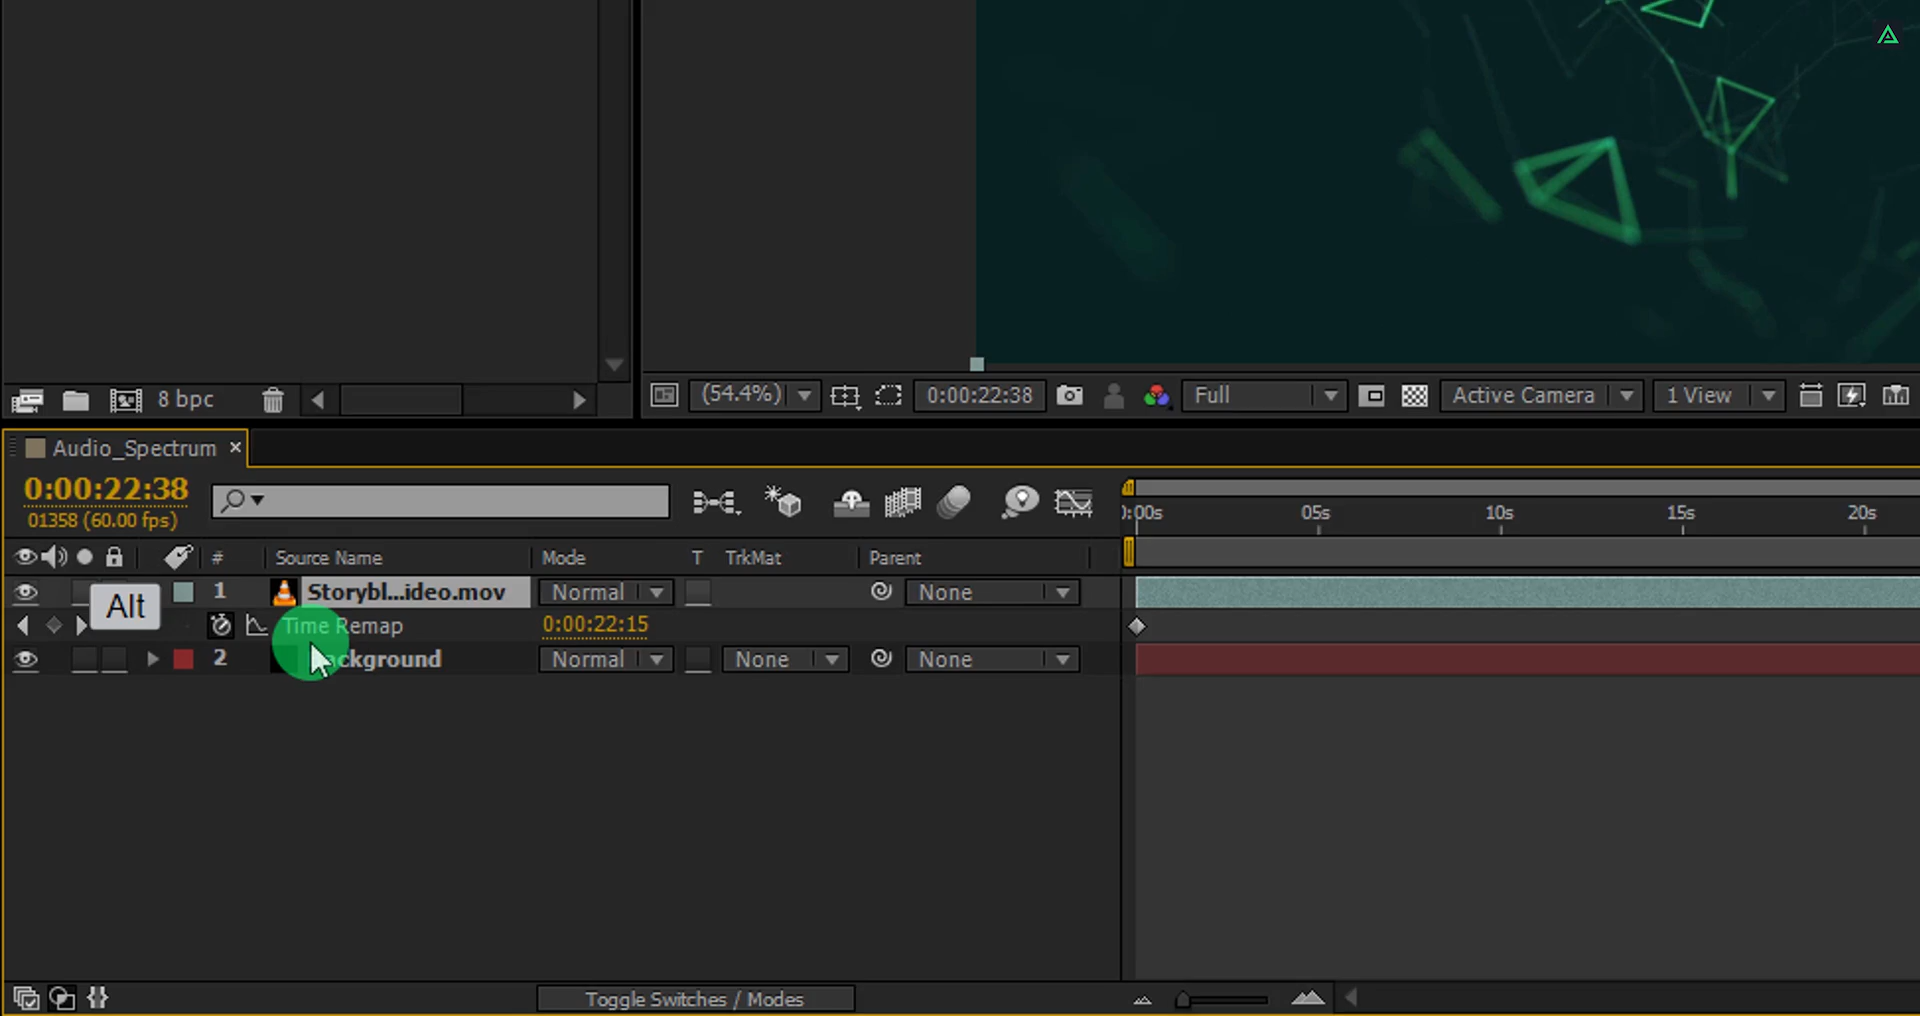 8 bpc
(54.4%)
0:00:22:38
Full
Active Camera
1 View
Audio_Spectrum ×
0:00:22:38
01358 (60.00 fps)
):00s 05s 10s 15s 20s
# Source Name Mode T TrkMat Parent
1 Storybl...ideo.mov Normal None
Alt
Time Remap 0:00:22:15
2 ckground Normal None None
Toggle Switches / Modes